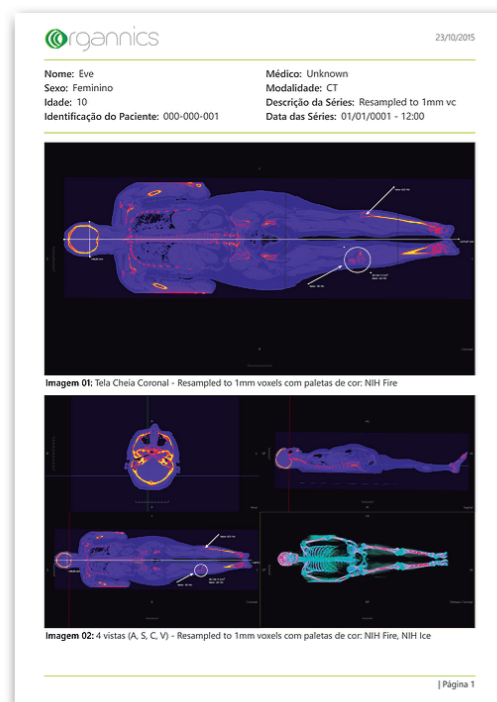 Organnics
23/10/2015
Nome: Eve
Sexo: Feminino
Idade: 10
Identificação do Paciente: 000-000-001
Médico: Unknown
Modalidade: CT
Descrição da Séries: Resampled to 1mm vc
Data das Séries: 01/01/0001 - 12:00
Imagem 01: Tela Cheia Coronal - Resampled to 1mm voxels com paletas de cor: NIH Fire
Imagem 02: 4 vistas (A, S, C, V) - Resampled to 1mm voxels com paletas de cor: NIH Fire, NIH Ice
| Página 1